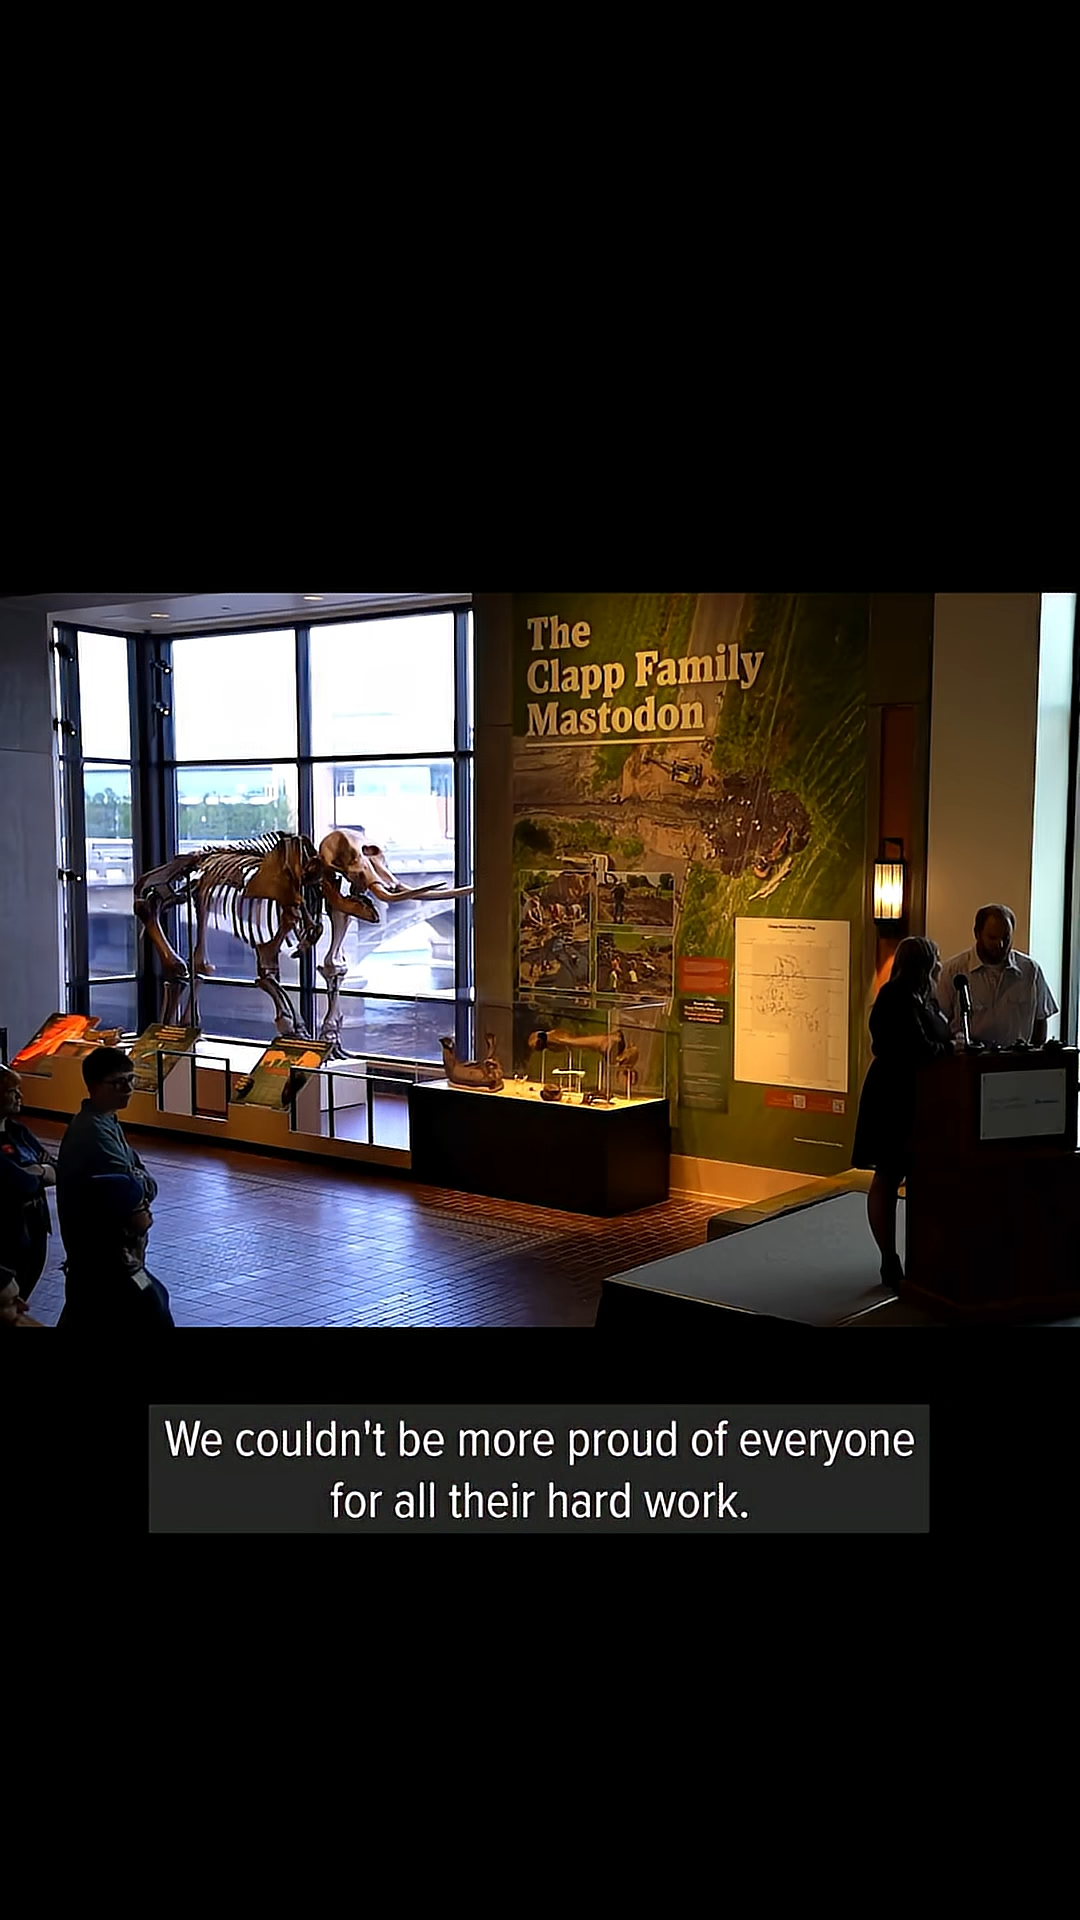 The
Clapp Family
Mastodon
We couldn't be more proud of everyone
for all their hard work.